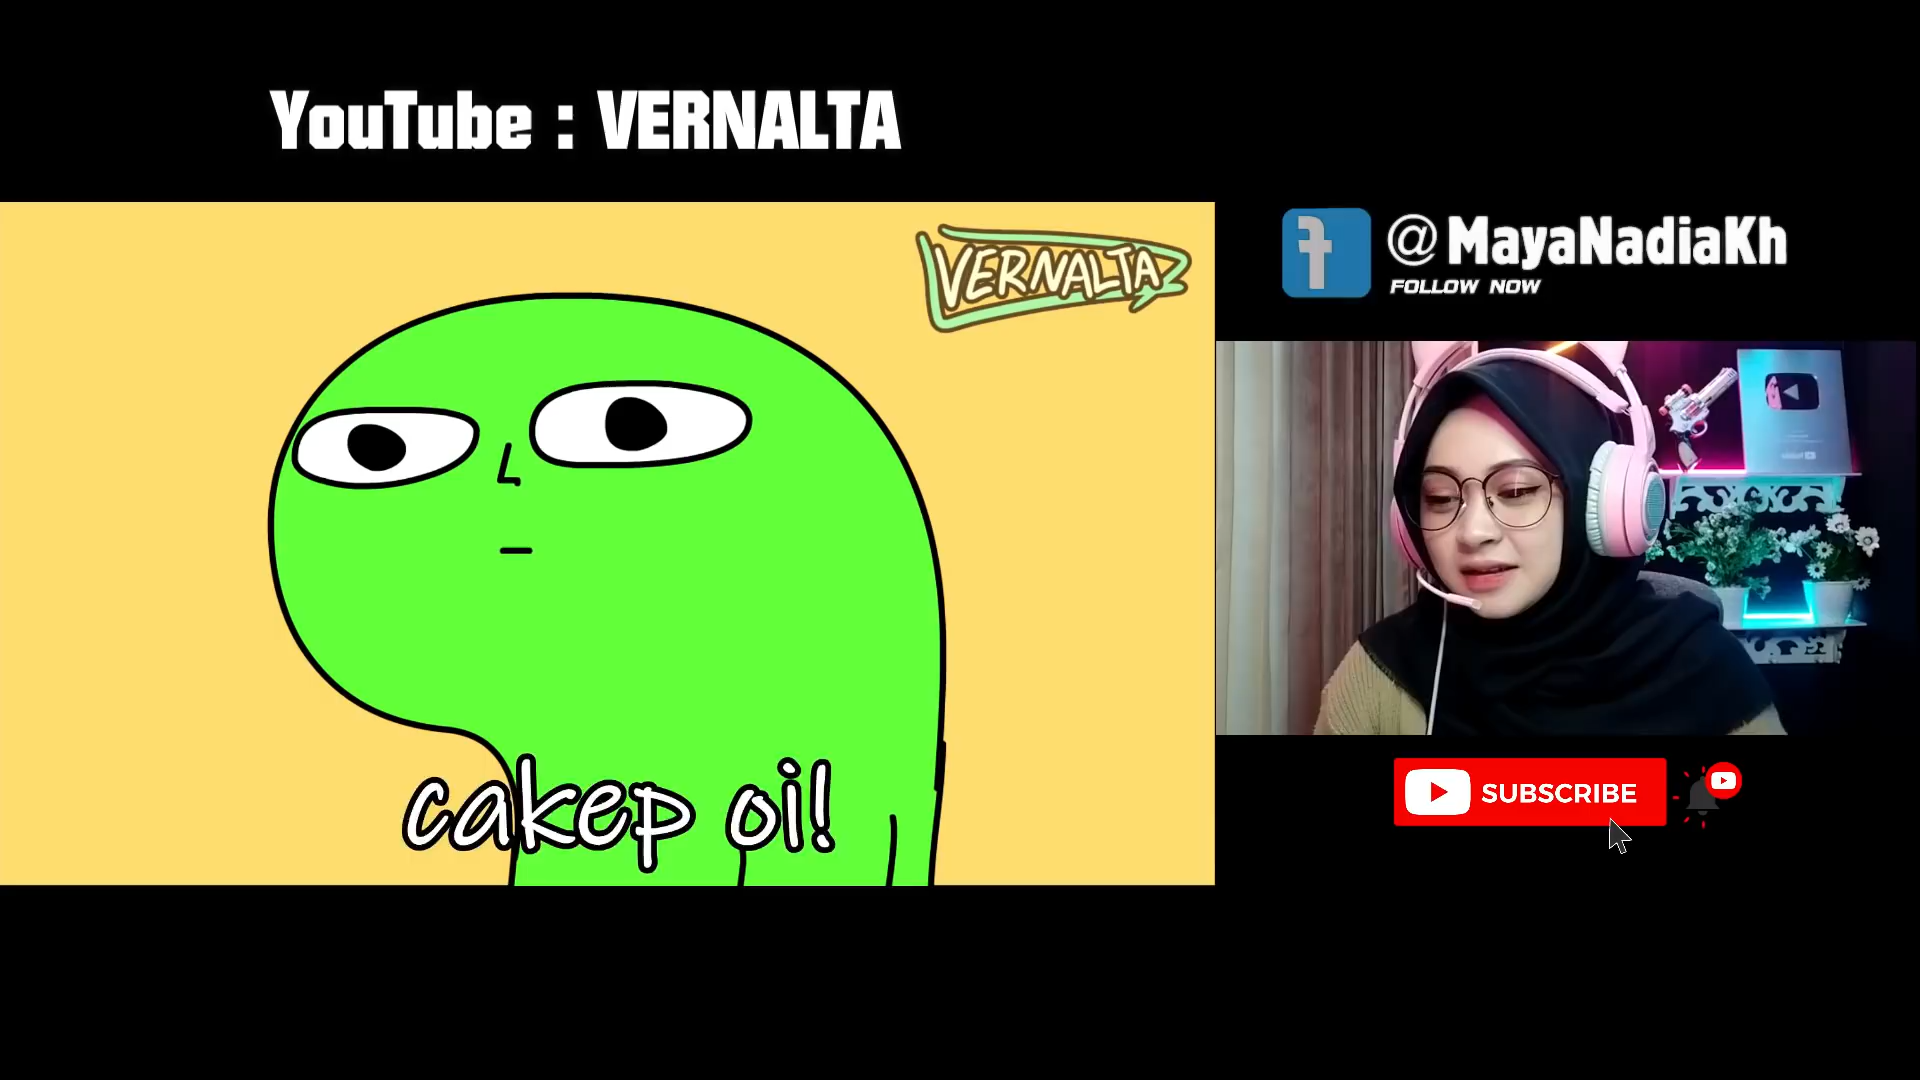 YouTube : VERNALTA
VERNALTA
@MayaNadiaKh
FOLLOW NOW
cakep oi!
SUBSCRIBE